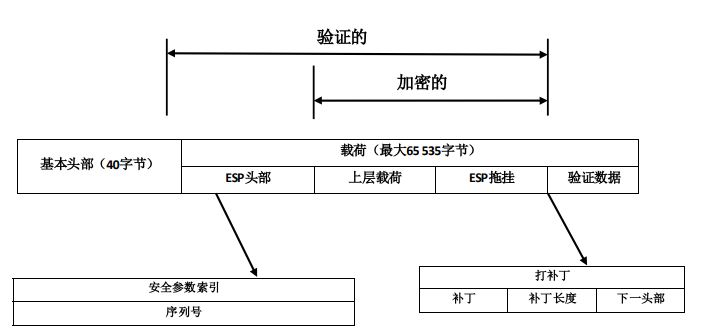 验证的
加密的
基本头部（40字节）
载荷（最大65 535字节）
ESP头部
上层载荷
ESP拖挂
验证数据
安全参数索引
序列号
打补丁
补丁
补丁长度
下一头部